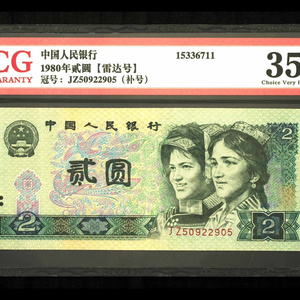 CG
ARRANTY
中国人民银行
1980年贰圆【雷达号】
冠号：JZ50922905（补号）
15336711
35
Choice Very
中国人民银行
贰圆
2
2
JZ50922905